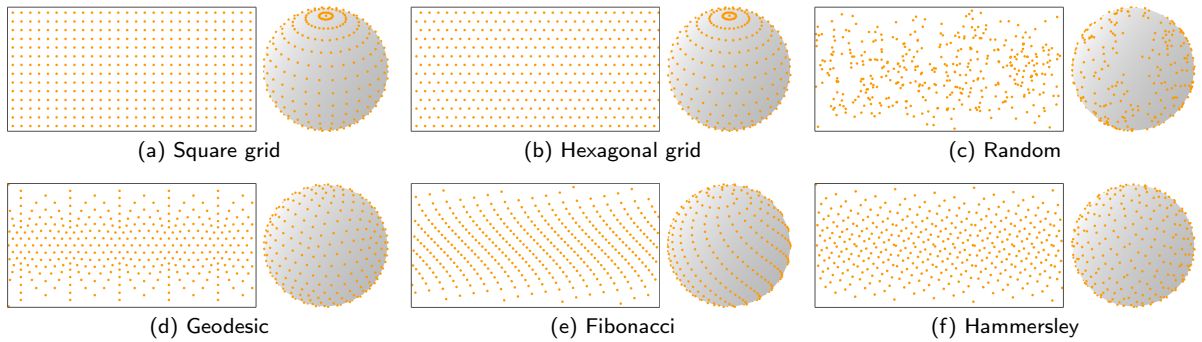 (a) Square grid
(b) Hexagonal grid
(c) Random
(d) Geodesic
(e) Fibonacci
(f) Hammersley